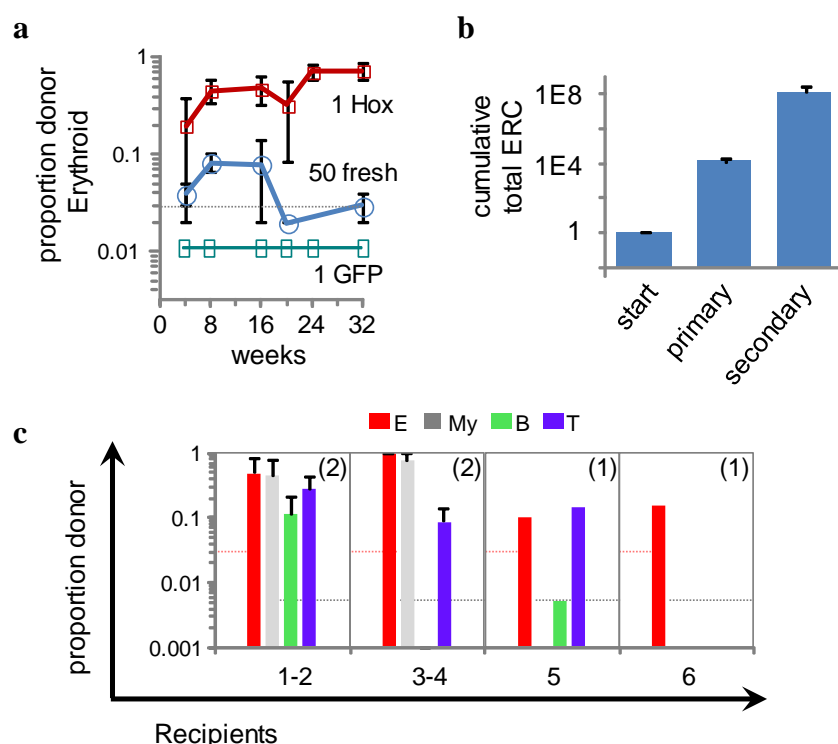 a
proportion donor
Erythroid
1
0.1
0.01
1 Hox
50 fresh
1 GFP
0 8 16 24 32
weeks
b
cumulative
total ERC
1E8
1E4
1
start
primary
secondary
c
E My B T
proportion donor
1
0.1
0.01
0.001
(2) (2) (1) (1)
1-2 3-4 5 6
Recipients